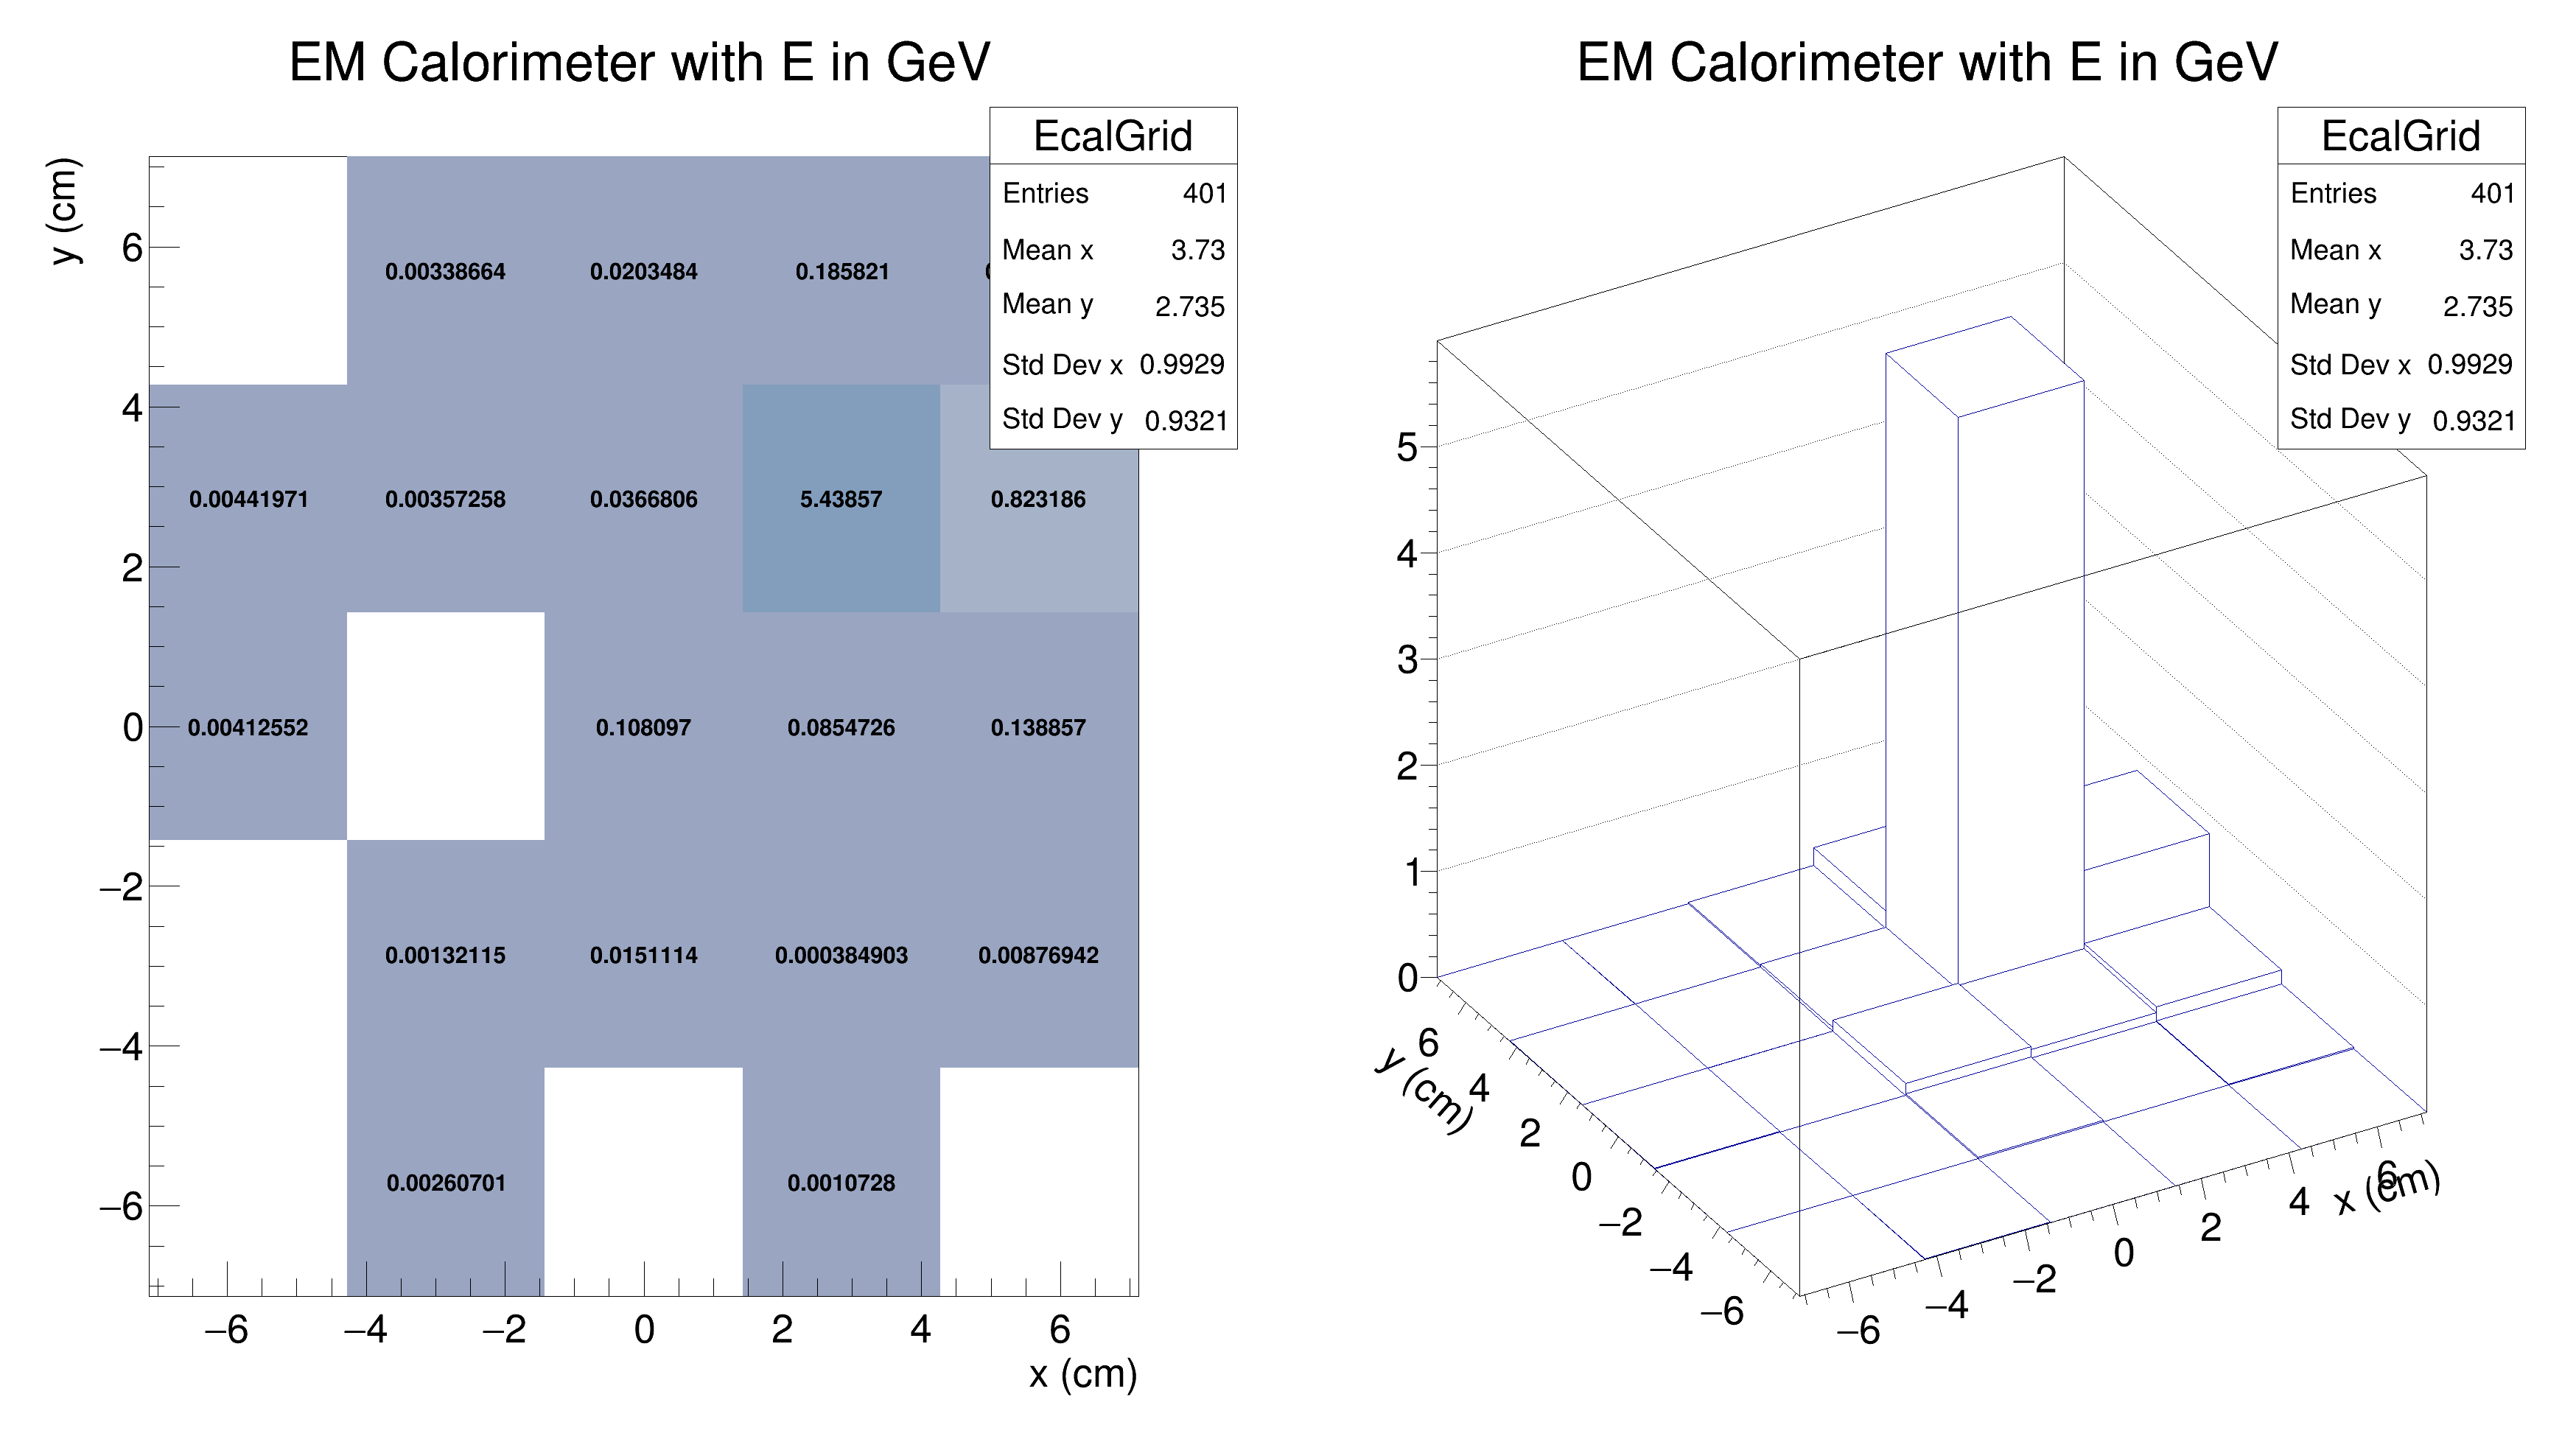 EM Calorimeter with E in GeV
EcalGrid
Entries 401
Mean x 3.73
Mean y 2.735
Std Dev x 0.9929
Std Dev y 0.9321
y (cm)
6
4
2
0
−2
−4
−6
0.00338664 0.0203484 0.185821
0.00441971 0.00357258 0.0366806 5.43857 0.823186
0.00412552 0.108097 0.0854726 0.138857
0.00132115 0.0151114 0.000384903 0.00876942
0.00260701 0.0010728
−6 −4 −2 0 2 4 6
x (cm)
EM Calorimeter with E in GeV
EcalGrid
Entries 401
Mean x 3.73
Mean y 2.735
Std Dev x 0.9929
Std Dev y 0.9321
5
4
3
2
1
0
6
4
2
0
−2
−4
−6
y (cm)
−6 −4 −2 0 2 4 6
x (cm)